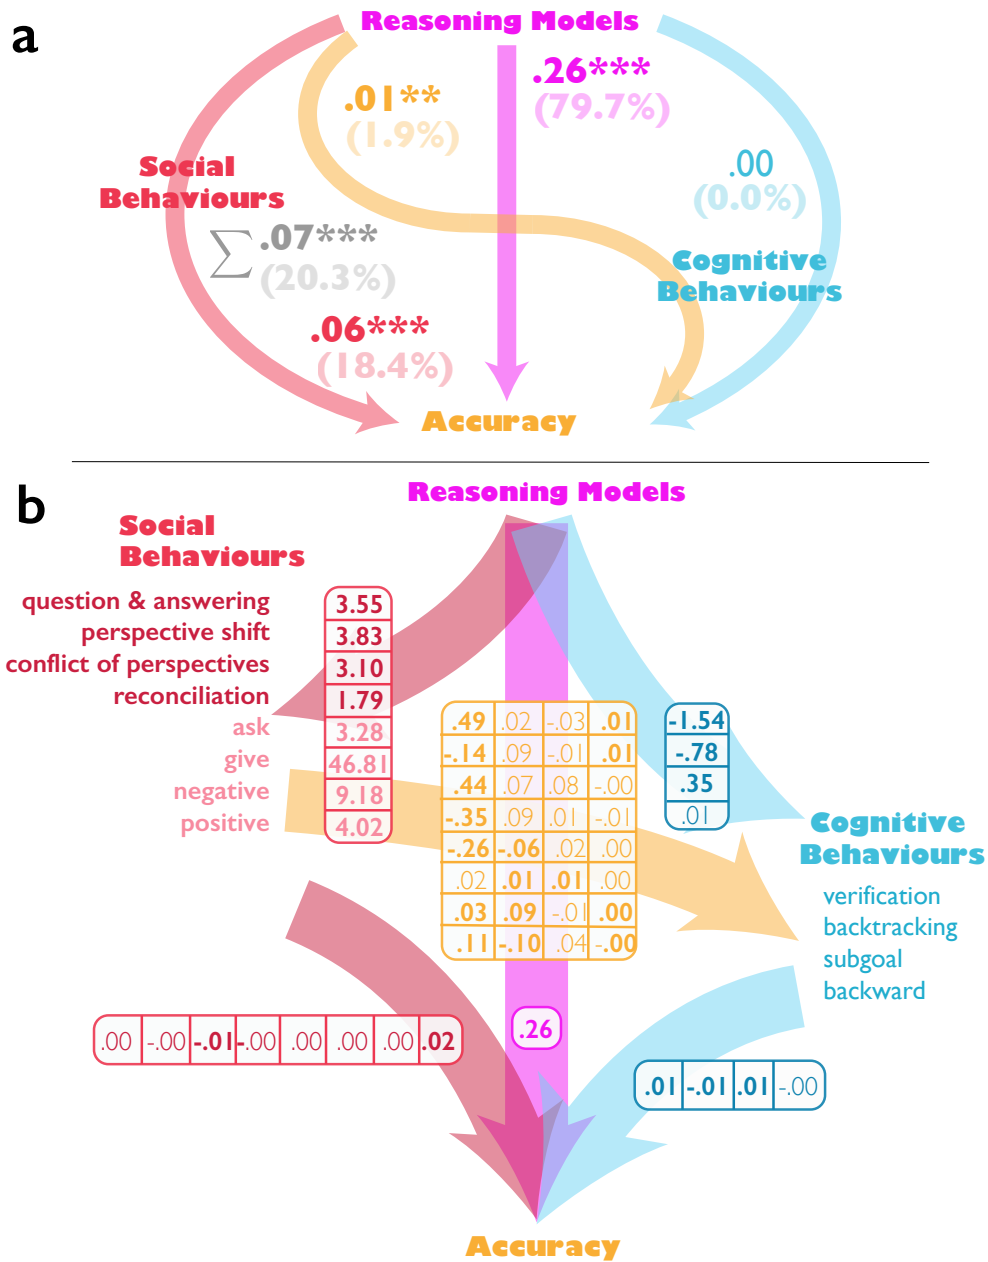 a
Reasoning Models
.26***
(79.7%)
.01**
(1.9%)
Social
Behaviours
.00
(0.0%)
∑ .07***
(20.3%)
Cognitive
Behaviours
.06***
(18.4%)
Accuracy
b
Reasoning Models
Social
Behaviours
question & answering 3.55
perspective shift 3.83
conflict of perspectives 3.10
reconciliation 1.79
ask 3.28
give 46.81
negative 9.18
positive 4.02
.49 .02 -.03 .01
-.14 .09 -.01 .01
.44 .07 .08 -.00
-.35 .09 .01 -.01
-.26 -.06 .02 .00
.02 .01 .01 .00
.03 .09 -.01 .00
.11 -.10 .04 -.00
-1.54
-.78
.35
.01
Cognitive
Behaviours
verification
backtracking
subgoal
backward
.00 -.00 -.01 -.00 .00 .00 .00 .02
.26
.01 -.01 .01 -.00
Accuracy